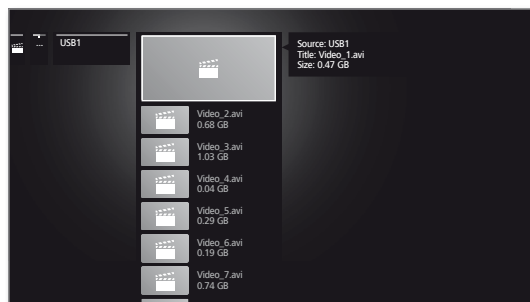 ...
USB1
Source: USB1
Title: Video_1.avi
Size: 0.47 GB
Video_2.avi
0.68 GB
Video_3.avi
1.03 GB
Video_4.avi
0.04 GB
Video_5.avi
0.29 GB
Video_6.avi
0.19 GB
Video_7.avi
0.74 GB